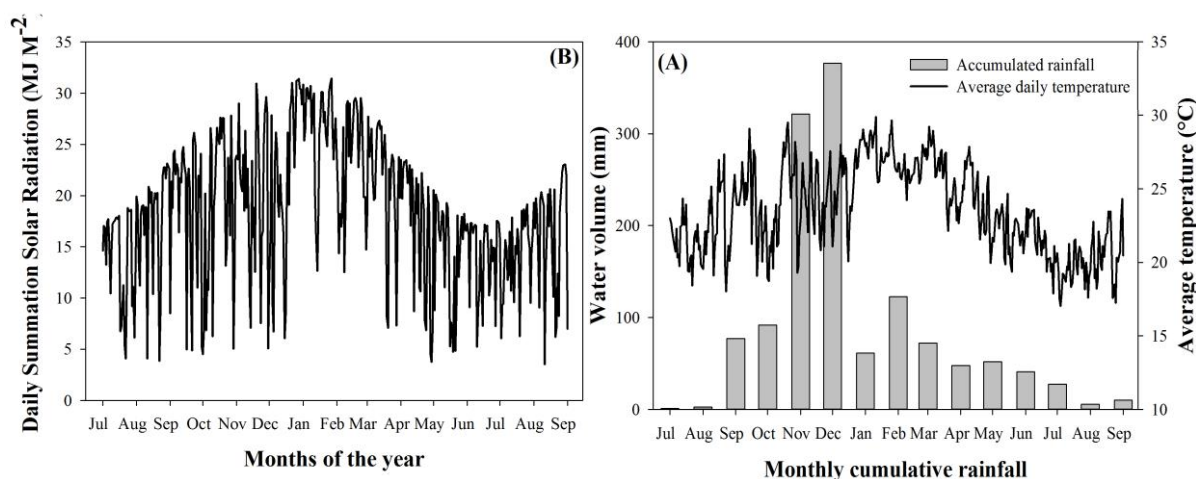 Daily Summation Solar Radiation (MJ M⁻²)
35
30
25
20
15
10
5
0
(B)
Jul Aug Sep Oct Nov Dec Jan Feb Mar Apr May Jun Jul Aug Sep
Months of the year
Water volume (mm)
400
300
200
100
0
(A)
Accumulated rainfall
Average daily temperature
35
30
25
20
15
10
Average temperature (°C)
Jul Aug Sep Oct Nov Dec Jan Feb Mar Apr May Jun Jul Aug Sep
Monthly cumulative rainfall